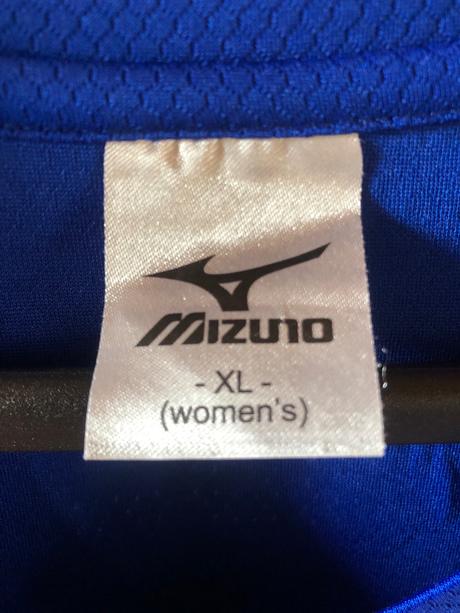 MIZUNO
- XL -
(women's)